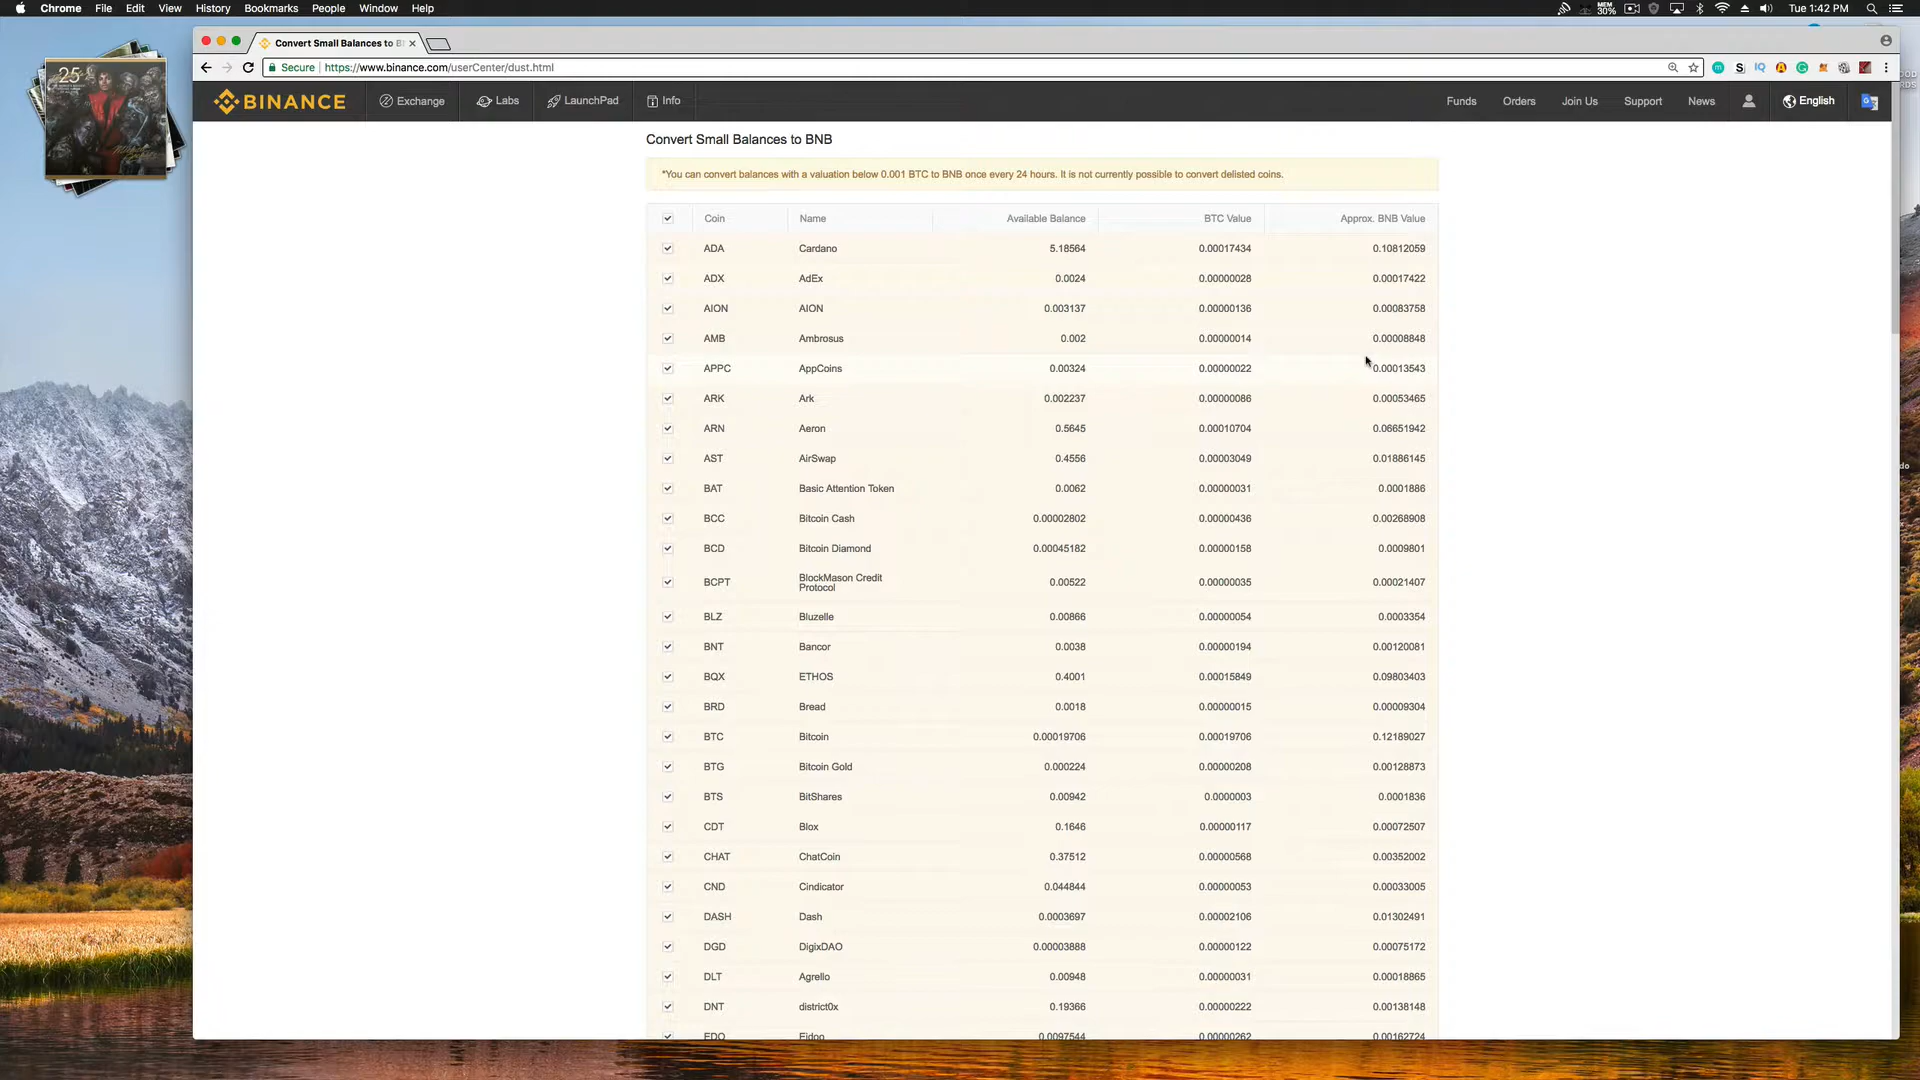 Chrome File Edit View History Bookmarks People Window Help
MEM 30% Tue 1:42 PM
25
Convert Small Balances to B
Secure https://www.binance.com/userCenter/dust.html
BINANCE Exchange Labs LaunchPad Info Funds Orders Join Us Support News English
Convert Small Balances to BNB
*You can convert balances with a valuation below 0.001 BTC to BNB once every 24 hours. It is not currently possible to convert delisted coins.
Coin Name Available Balance BTC Value Approx. BNB Value
ADA Cardano 5.18564 0.00017434 0.10812059
ADX AdEx 0.0024 0.00000028 0.00017422
AION AION 0.003137 0.00000136 0.00083758
AMB Ambrosus 0.002 0.00000014 0.00008848
APPC AppCoins 0.00324 0.00000022 0.00013543
ARK Ark 0.002237 0.00000086 0.00053465
ARN Aeron 0.5645 0.00010704 0.06651942
AST AirSwap 0.4556 0.00003049 0.01886145
BAT Basic Attention Token 0.0062 0.00000031 0.0001886
BCC Bitcoin Cash 0.00002802 0.00000436 0.00268908
BCD Bitcoin Diamond 0.00045182 0.00000158 0.0009801
BCPT BlockMason Credit Protocol 0.00522 0.00000035 0.00021407
BLZ Bluzelle 0.00866 0.00000054 0.0003354
BNT Bancor 0.0038 0.00000194 0.00120081
BQX ETHOS 0.4001 0.00015849 0.09803403
BRD Bread 0.0018 0.00000015 0.00009304
BTC Bitcoin 0.00019706 0.00019706 0.12189027
BTG Bitcoin Gold 0.000224 0.00000208 0.00128873
BTS BitShares 0.00942 0.0000003 0.0001836
CDT Blox 0.1646 0.00000117 0.00072507
CHAT ChatCoin 0.37512 0.00000568 0.00352002
CND Cindicator 0.044844 0.00000053 0.00033005
DASH Dash 0.0003697 0.00002106 0.01302491
DGD DigixDAO 0.00003888 0.00000122 0.00075172
DLT Agrello 0.00948 0.00000031 0.00018865
DNT district0x 0.19366 0.00000222 0.00138148
EDO Eidoo 0.0097544 0.00000262 0.00162724